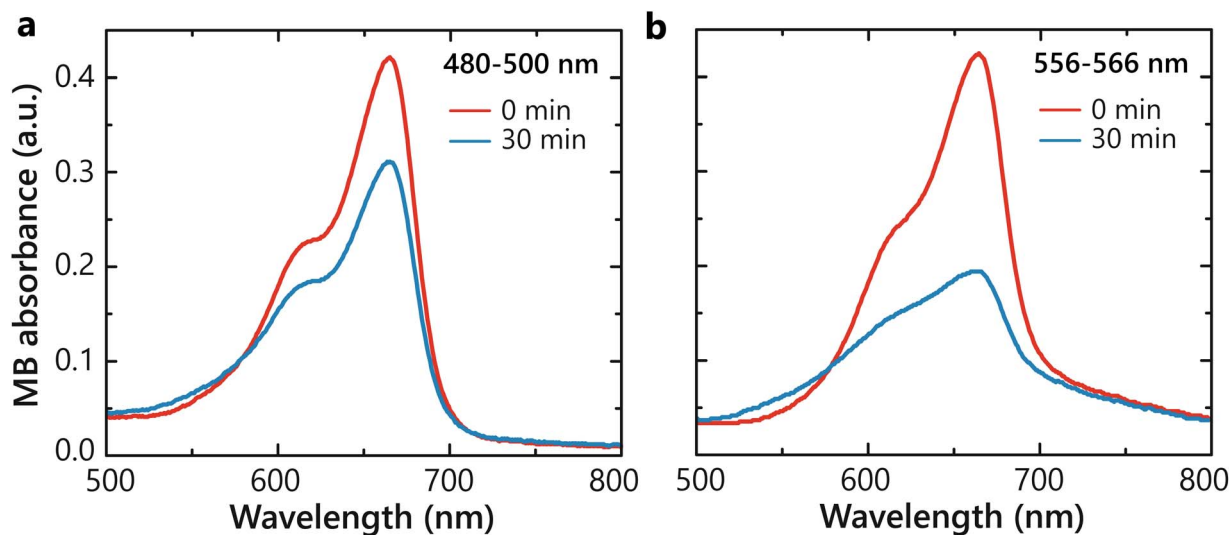 a
480-500 nm
0 min
30 min
MB absorbance (a.u.)
0.4
0.3
0.2
0.1
0.0
500 600 700 800
Wavelength (nm)
b
556-566 nm
0 min
30 min
500 600 700 800
Wavelength (nm)